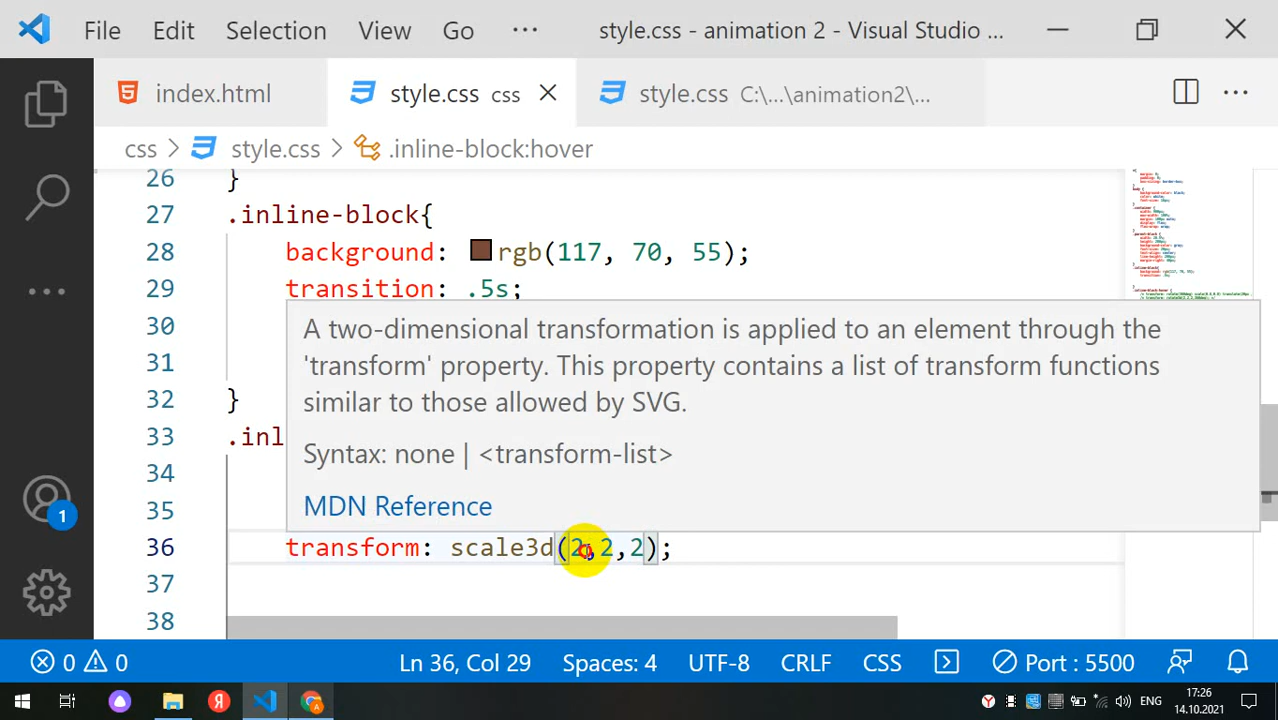 File Edit Selection View Go ··· style.css - animation 2 - Visual Studio ...
index.html style.css css style.css C:\...\animation2\... ···
css > style.css > .inline-block:hover
26 }
27 .inline-block{
28 background: rgb(117, 70, 55);
29 transition: .5s;
30
A two-dimensional transformation is applied to an element through the
31
'transform' property. This property contains a list of transform functions
32 }
similar to those allowed by SVG.
33 .inl
Syntax: none | <transform-list>
34
35
MDN Reference
36 transform: scale3d(2,2,2);
37
38
1
0 0 Ln 36, Col 29 Spaces: 4 UTF-8 CRLF CSS Port : 5500
ENG 17:26
14.10.2021